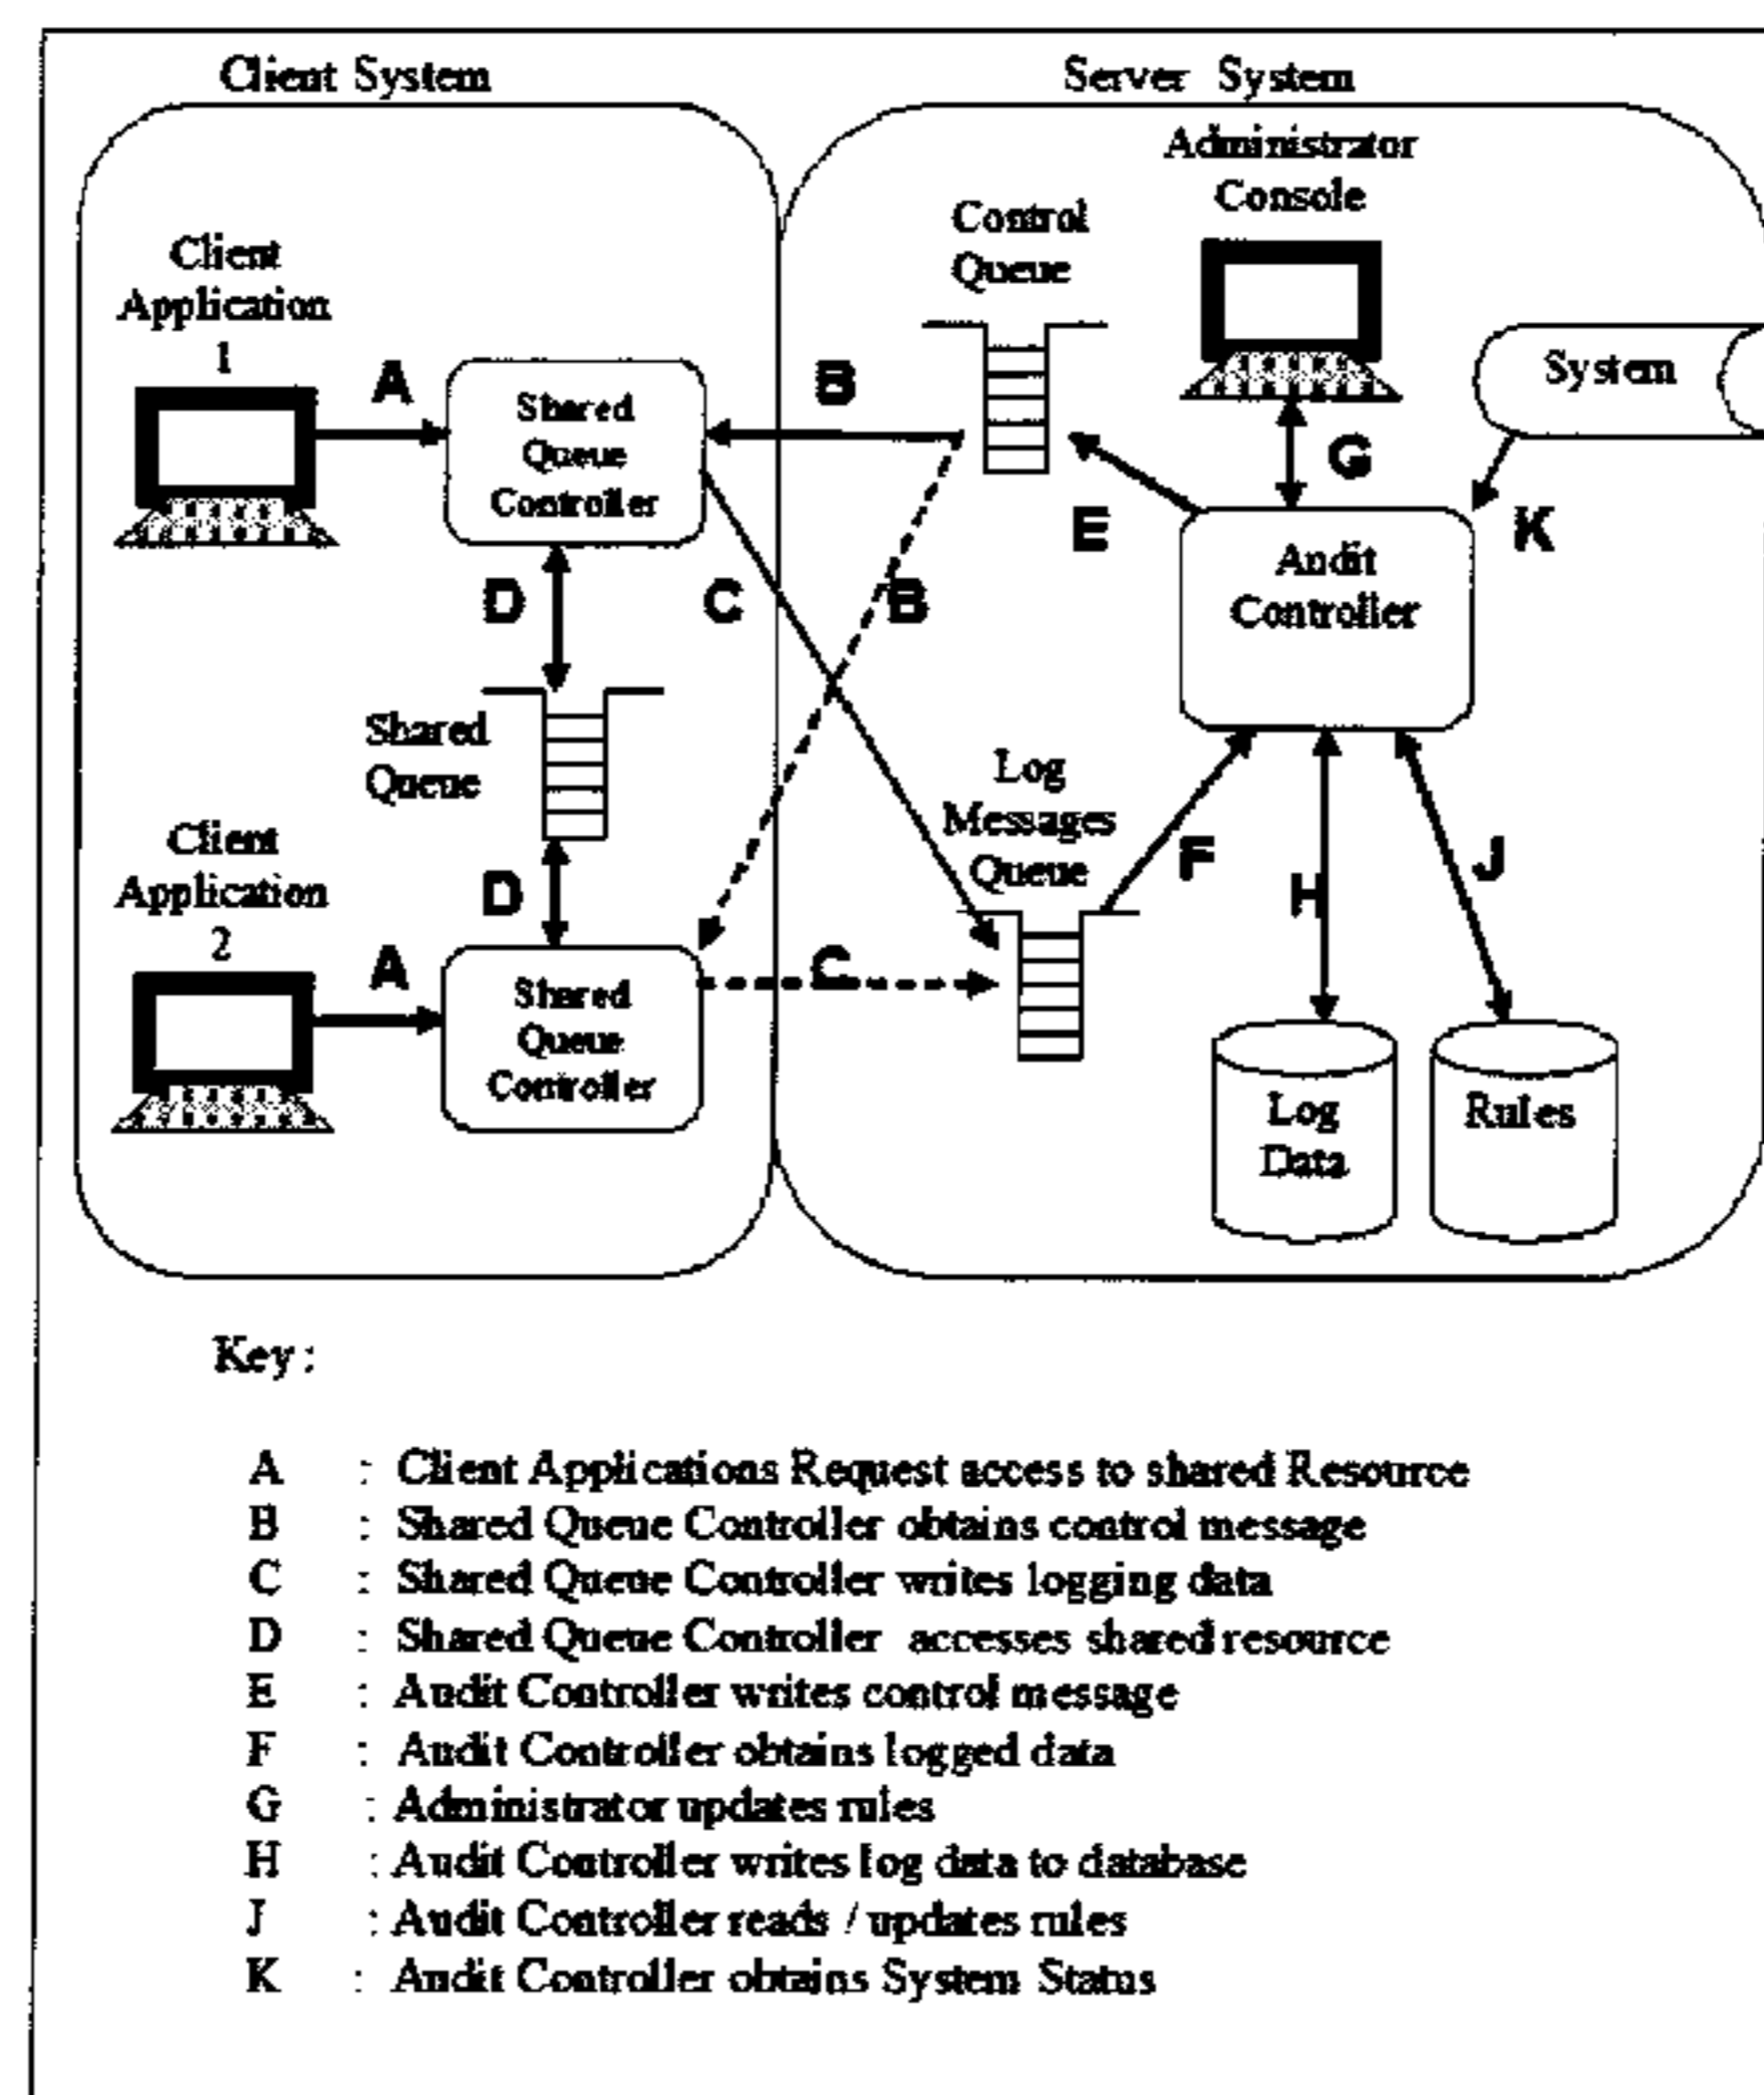 Client System
Server System
Administrator
Console
Control
Queue
Client
Application
1
A
Shared
Queue
Controller
B
System
G
E
K
Audit
Controller
D
C
B
Shared
Queue
Log
Messages
Queue
Client
Application
2
F
J
H
D
A
C
Shared
Queue
Controller
Log
Data
Rules
Key :
A : Client Applications Request access to shared Resource
B : Shared Queue Controller obtains control message
C : Shared Queue Controller writes logging data
D : Shared Queue Controller accesses shared resource
E : Audit Controller writes control message
F : Audit Controller obtains logged data
G : Administrator updates rules
H : Audit Controller writes log data to database
J : Audit Controller reads / updates rules
K : Audit Controller obtains System Status